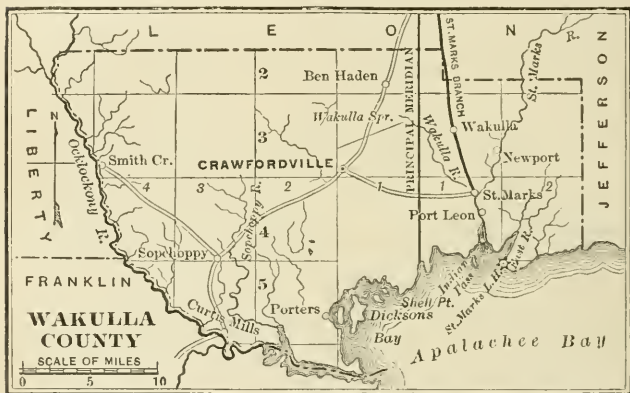 L E O N
LIBERTY
JEFFERSON
FRANKLIN
N
2
3
4
5
4 3 2 1 1 2
PRINCIPAL MERIDIAN
ST. MARKS BRANCH
St. Marks R.
Ben Haden
Wakulla Spr.
Wakulla R.
Wakulla
Newport
Smith Cr.
CRAWFORDVILLE
Ocklockony R.
St. Marks
Port Leon
Sopchoppy R.
Sopchoppy
Indian Pass
East R.
St. Marks L.H.
Curtis Mills
Porters
Shell Pt.
Dicksons
Bay
Apalachee Bay
WAKULLA
COUNTY
SCALE OF MILES
0 5 10